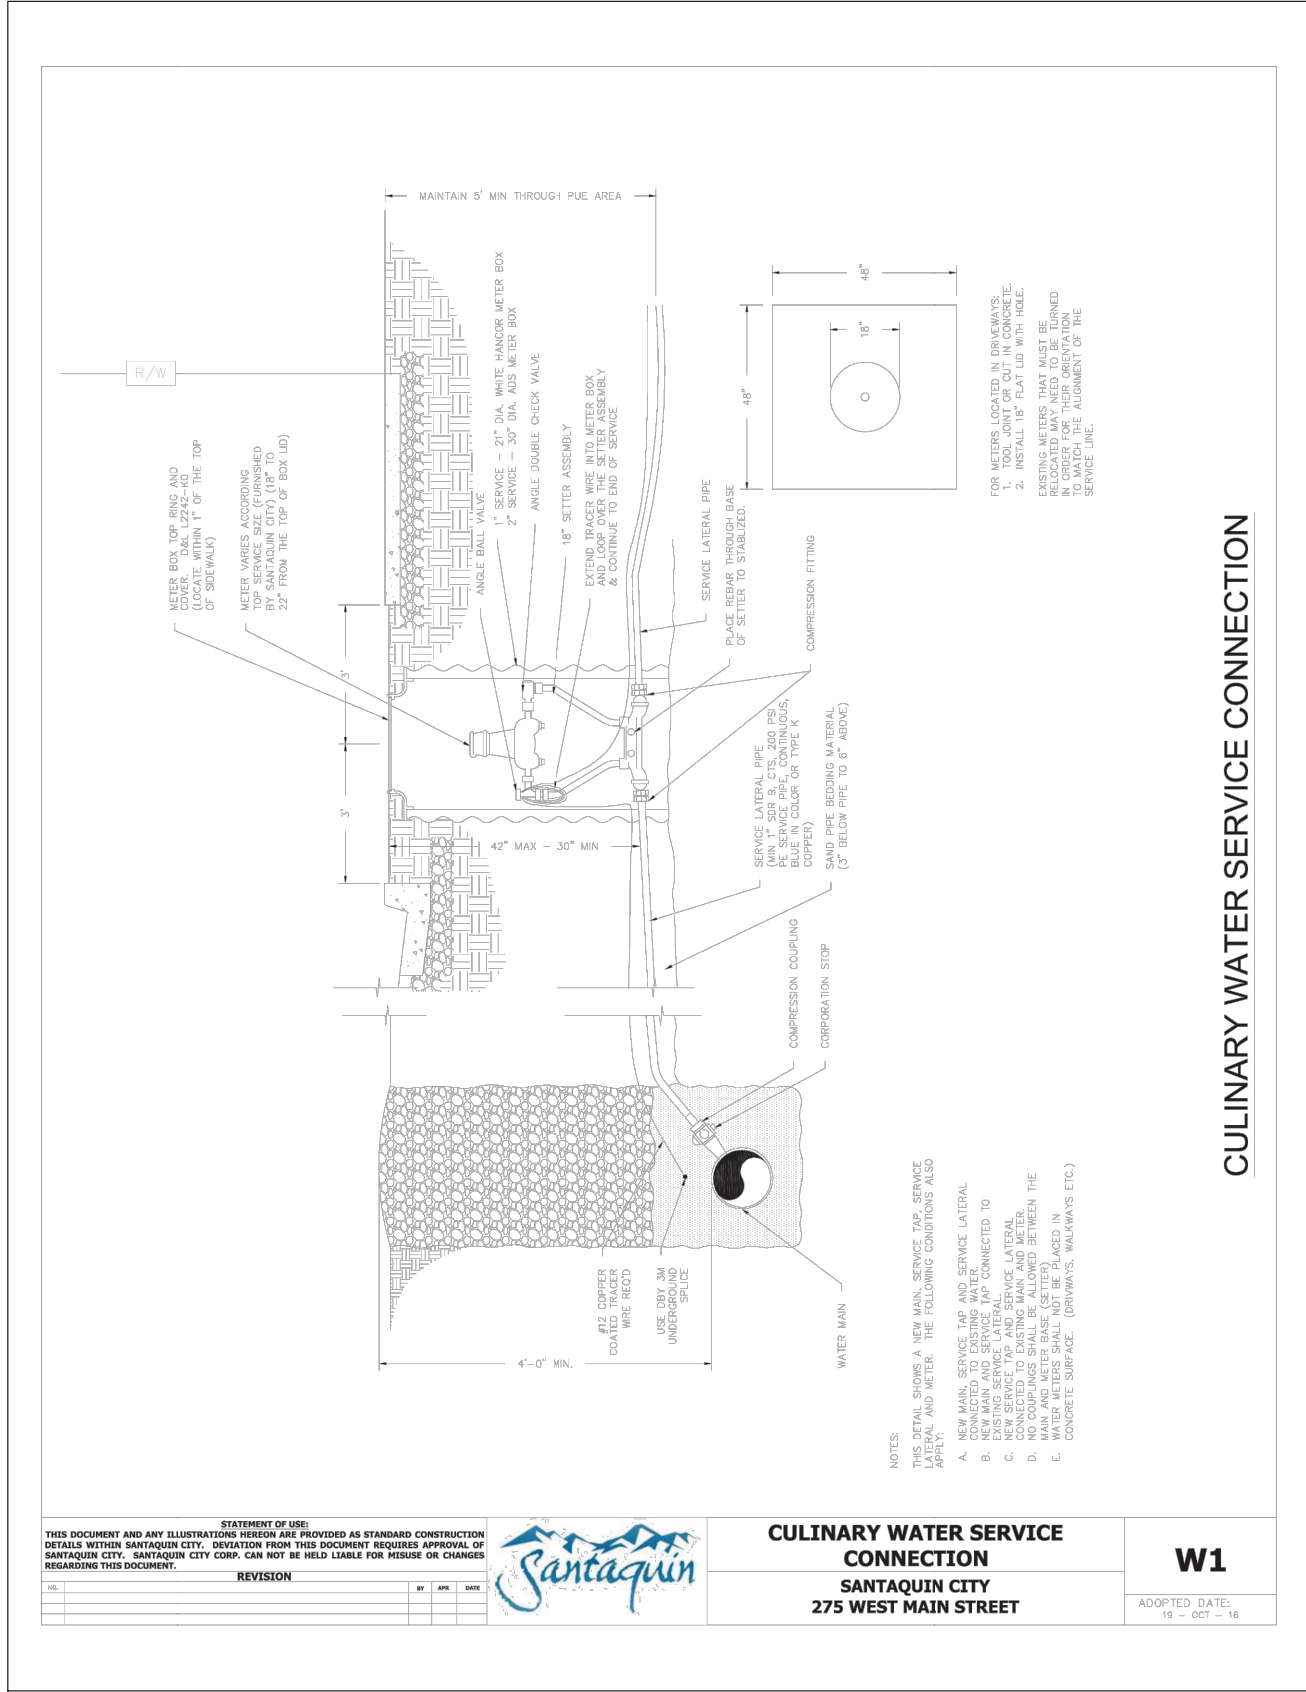 MAINTAIN 5' MIN THROUGH PUE AREA
R/W
METER BOX TOP RING AND
COVER. D&L L2242-KO
(LOCATE WITHIN 1" OF THE TOP
OF SIDEWALK)
METER VARIES ACCORDING
TOP SERVICE SIZE (FURNISHED
BY SANTAQUIN CITY) (18" TO
22" FROM THE TOP OF BOX LID)
3'
3'
ANGLE BALL VALVE
1" SERVICE - 21" DIA. WHITE HANCOR METER BOX
2" SERVICE - 30" DIA. ADS METER BOX
ANGLE DOUBLE CHECK VALVE
18" SETTER ASSEMBLY
EXTEND TRACER WIRE INTO METER BOX
AND LOOP OVER THE SETTER ASSEMBLY
& CONTINUE TO END OF SERVICE
SERVICE LATERAL PIPE
PLACE REBAR THROUGH BASE
OF SETTER TO STABLIZED.
COMPRESSION FITTING
48"
48"
18"
FOR METERS LOCATED IN DRIVEWAYS:
1. TOOL JOINT OR CUT IN CONCRETE.
2. INSTALL 18" FLAT LID WITH HOLE.
EXISTING METERS THAT MUST BE
RELOCATED MAY NEED TO BE TURNED
IN ORDER FOR THEIR ORIENTATION
TO MATCH THE ALIGNMENT OF THE
SERVICE LINE.
42" MAX - 30" MIN
SERVICE LATERAL PIPE
(MIN 1" SDR 9, CTS, 200 PSI
PE SERVICE PIPE, CONTINUOUS,
BLUE IN COLOR OR TYPE K
COPPER)
SAND PIPE BEDDING MATERIAL
(3" BELOW PIPE TO 6" ABOVE)
COMPRESSION COUPLING
CORPORATION STOP
#12 COPPER
COATED TRACER
WIRE REQ'D
USE DBY 3M
UNDERGROUND
SPLICE
4'-0" MIN.
WATER MAIN
NOTES:
THIS DETAIL SHOWS A NEW MAIN, SERVICE TAP, SERVICE
LATERAL AND METER. THE FOLLOWING CONDITIONS ALSO
APPLY:
A. NEW MAIN, SERVICE TAP AND SERVICE LATERAL
CONNECTED TO EXISTING WATER.
B. NEW MAIN AND SERVICE TAP CONNECTED TO
EXISTING SERVICE LATERAL.
C. NEW SERVICE TAP AND SERVICE LATERAL
CONNECTED TO EXISTING MAIN AND METER.
D. NO COUPLINGS SHALL BE ALLOWED BETWEEN THE
MAIN AND METER BASE (SETTER)
E. WATER METERS SHALL NOT BE PLACED IN
CONCRETE SURFACE. (DRIVWAYS, WALKWAYS ETC.)
CULINARY WATER SERVICE CONNECTION
STATEMENT OF USE:
THIS DOCUMENT AND ANY ILLUSTRATIONS HEREON ARE PROVIDED AS STANDARD CONSTRUCTION
DETAILS WITHIN SANTAQUIN CITY. DEVIATION FROM THIS DOCUMENT REQUIRES APPROVAL OF
SANTAQUIN CITY. SANTAQUIN CITY CORP. CAN NOT BE HELD LIABLE FOR MISUSE OR CHANGES
REGARDING THIS DOCUMENT.
REVISION
NO. BY APR DATE
Santaquin
CULINARY WATER SERVICE
CONNECTION
SANTAQUIN CITY
275 WEST MAIN STREET
W1
ADOPTED DATE:
19 - OCT - 16